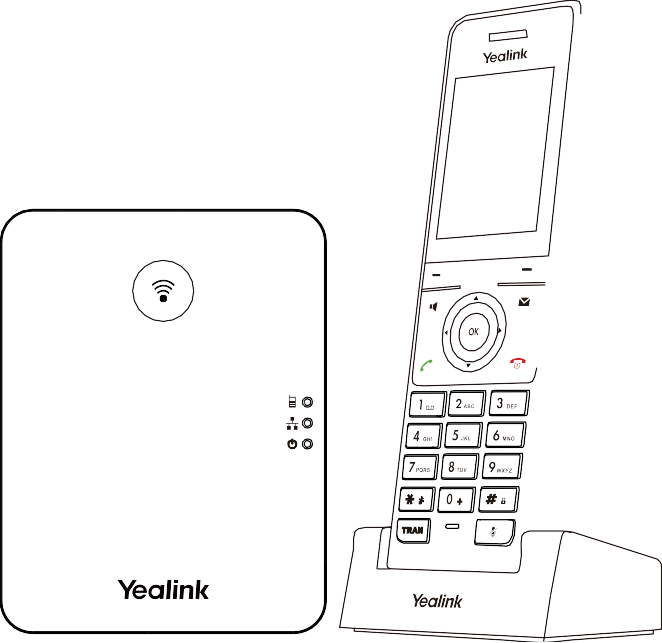 Yealink
OK
1
2 ABC
3 DEF
4 GHI
5 JKL
6 MNO
7 PQRS
8 TUV
9 WXYZ
*
0 +
#
TRAN
Yealink
Yealink